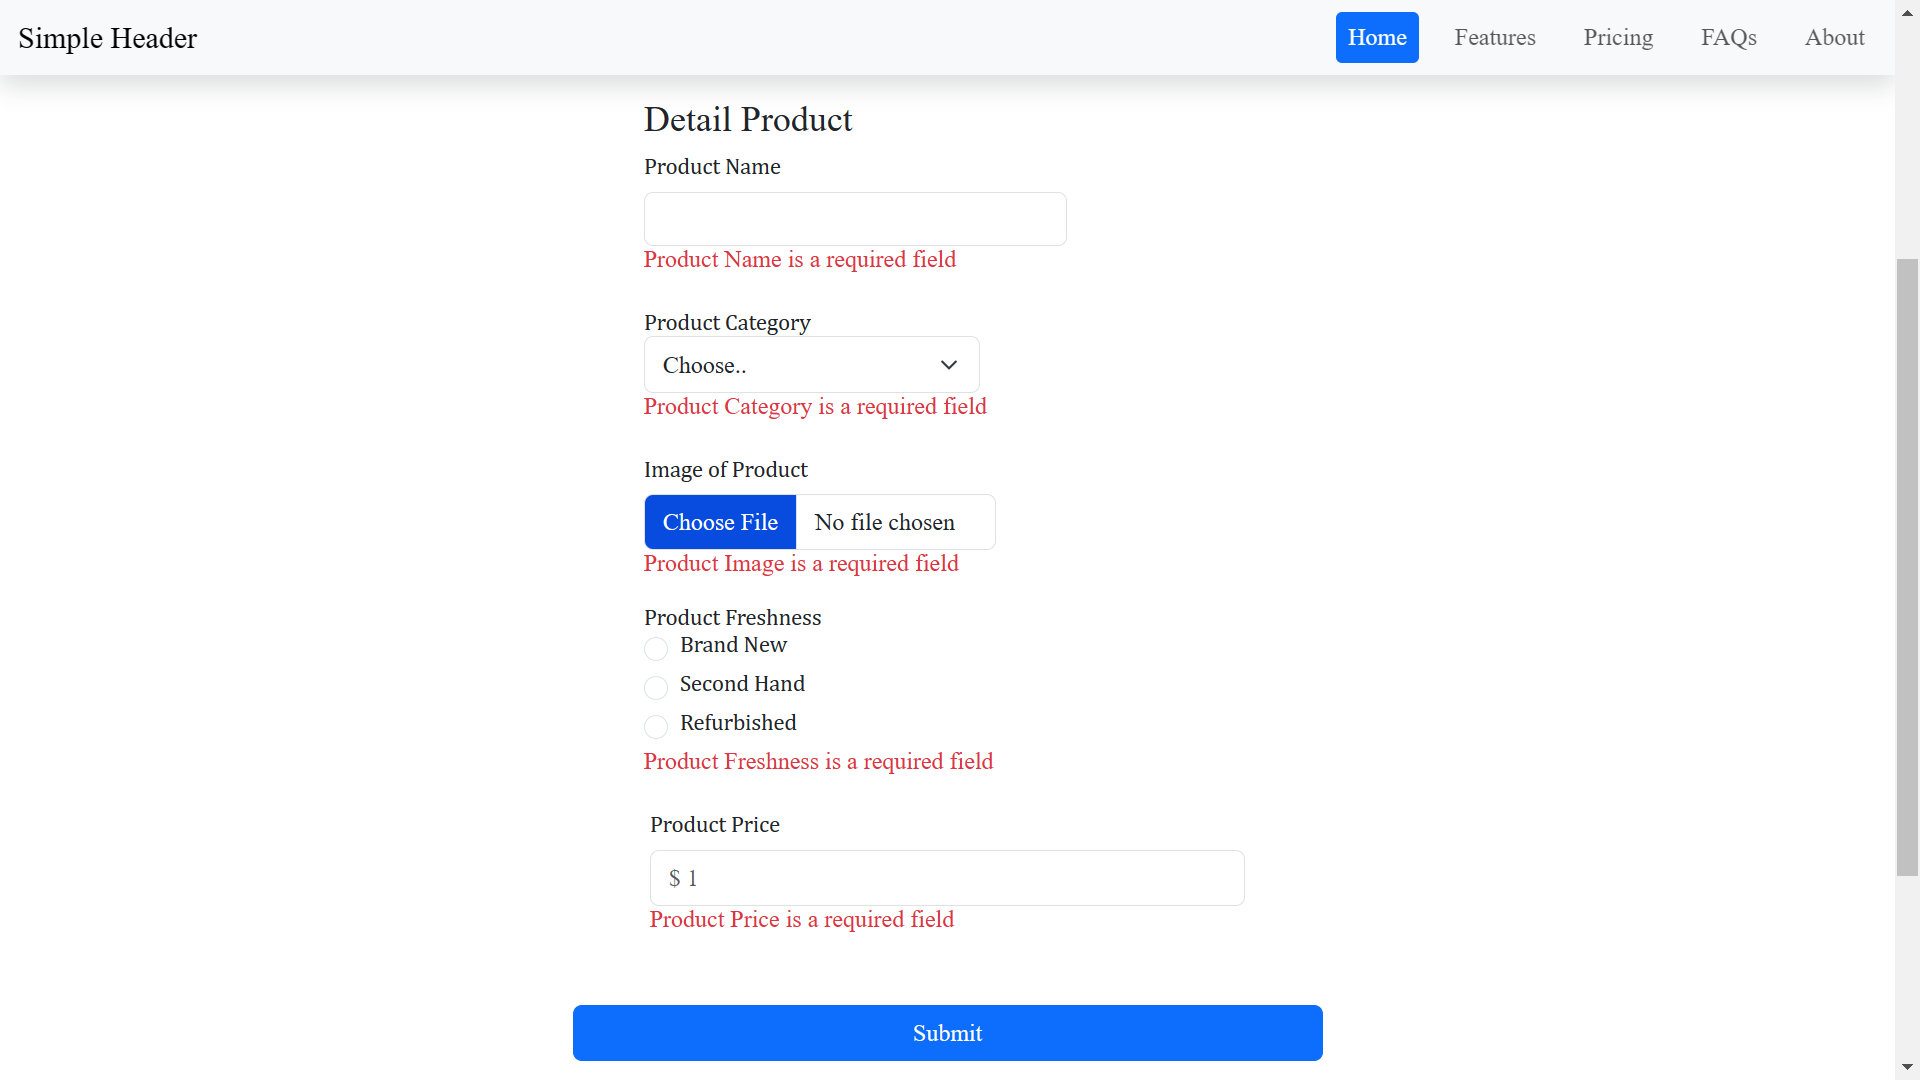 Simple Header
Home Features Pricing FAQs About
Detail Product
Product Name
Product Name is a required field
Product Category
Choose..
Product Category is a required field
Image of Product
Choose File No file chosen
Product Image is a required field
Product Freshness
Brand New
Second Hand
Refurbished
Product Freshness is a required field
Product Price
$ 1
Product Price is a required field
Submit